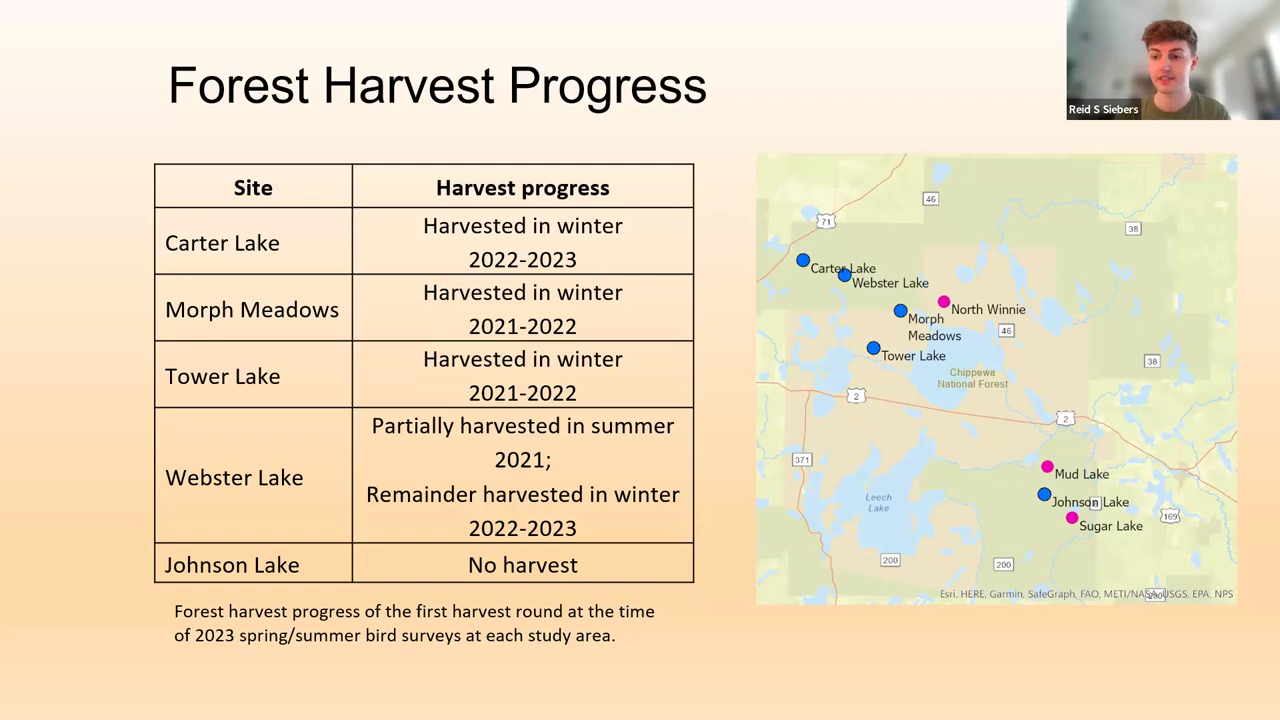 Forest Harvest Progress
Reid S Siebers
Site
Harvest progress
Carter Lake
Harvested in winter
2022-2023
Morph Meadows
Harvested in winter
2021-2022
Tower Lake
Harvested in winter
2021-2022
Webster Lake
Partially harvested in summer
2021;
Remainder harvested in winter
2022-2023
Johnson Lake
No harvest
Forest harvest progress of the first harvest round at the time
of 2023 spring/summer bird surveys at each study area.
46
71
38
Carter Lake
Webster Lake
North Winnie
Morph
Meadows
46
Tower Lake
38
Chippewa
National Forest
2
2
371
Mud Lake
Leech
Lake
Johnson Lake
169
Sugar Lake
200
200
Esri, HERE, Garmin, SafeGraph, FAO, METI/NASA, USGS, EPA, NPS